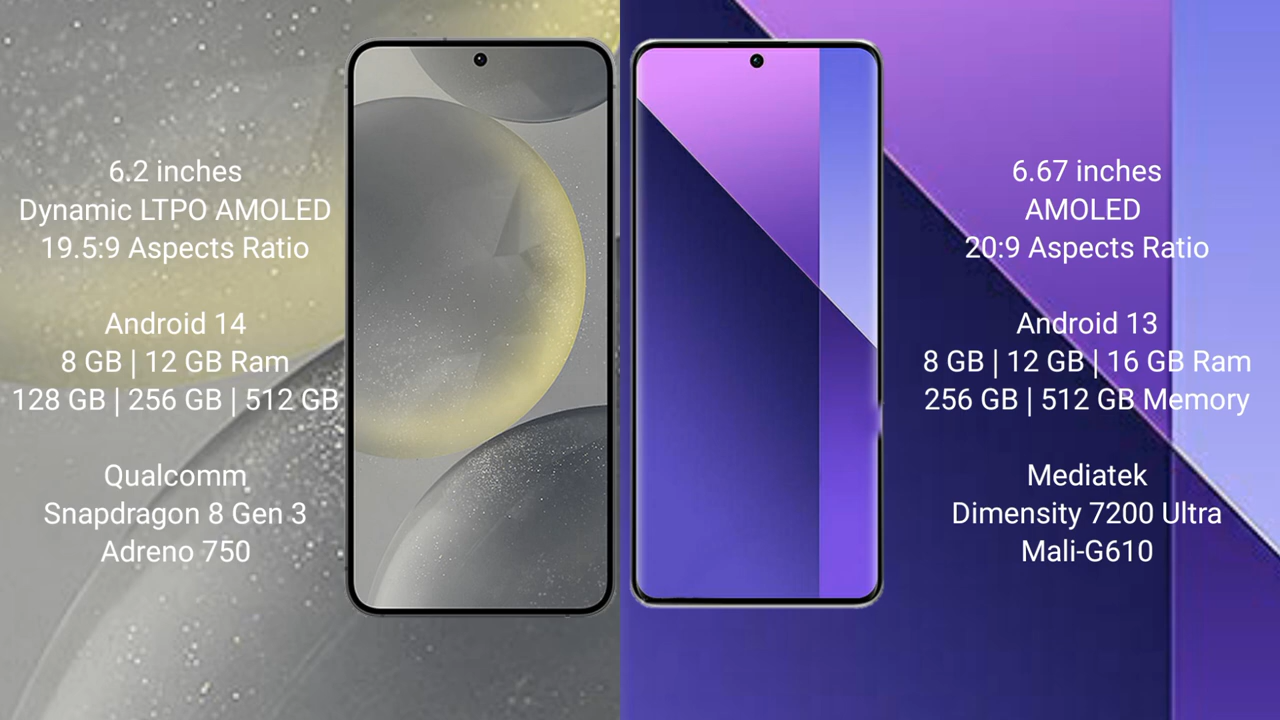 6.2 inches
Dynamic LTPO AMOLED
19.5:9 Aspects Ratio
Android 14
8 GB | 12 GB Ram
128 GB | 256 GB | 512 GB
Qualcomm
Snapdragon 8 Gen 3
Adreno 750
6.67 inches
AMOLED
20:9 Aspects Ratio
Android 13
8 GB | 12 GB | 16 GB Ram
256 GB | 512 GB Memory
Mediatek
Dimensity 7200 Ultra
Mali-G610